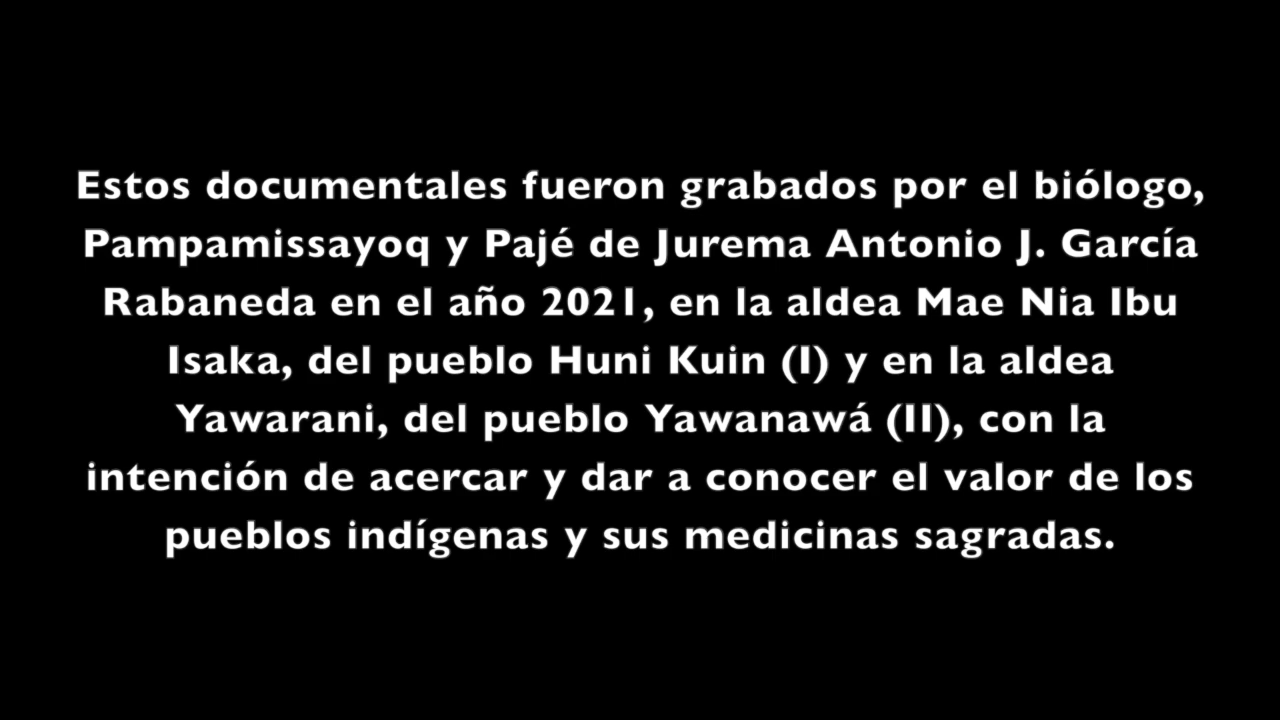 Estos documentales fueron grabados por el biólogo,
Pampamissayoq y Pajé de Jurema Antonio J. García
Rabaneda en el año 2021, en la aldea Mae Nia Ibu
Isaka, del pueblo Huni Kuin (I) y en la aldea
Yawarani, del pueblo Yawanawá (II), con la
intención de acercar y dar a conocer el valor de los
pueblos indígenas y sus medicinas sagradas.